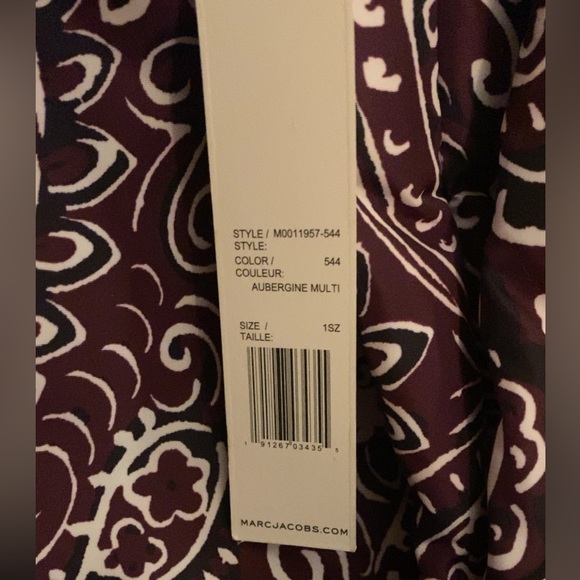 STYLE / M0011957-544
STYLE:
COLOR / 544
COULEUR:
AUBERGINE MULTI
SIZE / 1SZ
TAILLE:
1 91267 03435 5
MARCJACOBS.COM